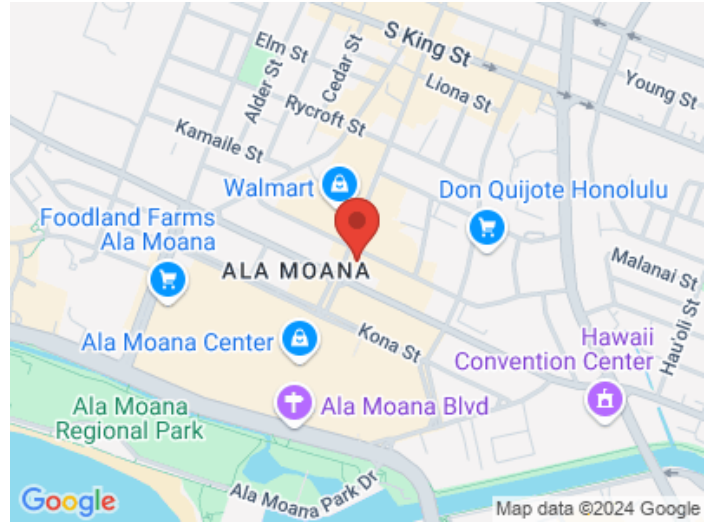 S King St
Elm St
Cedar St
Alder St
Liona St
Young St
Rycroft St
Kamaile St
Walmart
Don Quijote Honolulu
Foodland Farms
Ala Moana
ALA MOANA
Malanai St
Hau'oli St
Ala Moana Center
Kona St
Hawaii
Convention Center
Ala Moana
Regional Park
Ala Moana Blvd
Ala Moana Park Dr
Google
Map data ©2024 Google